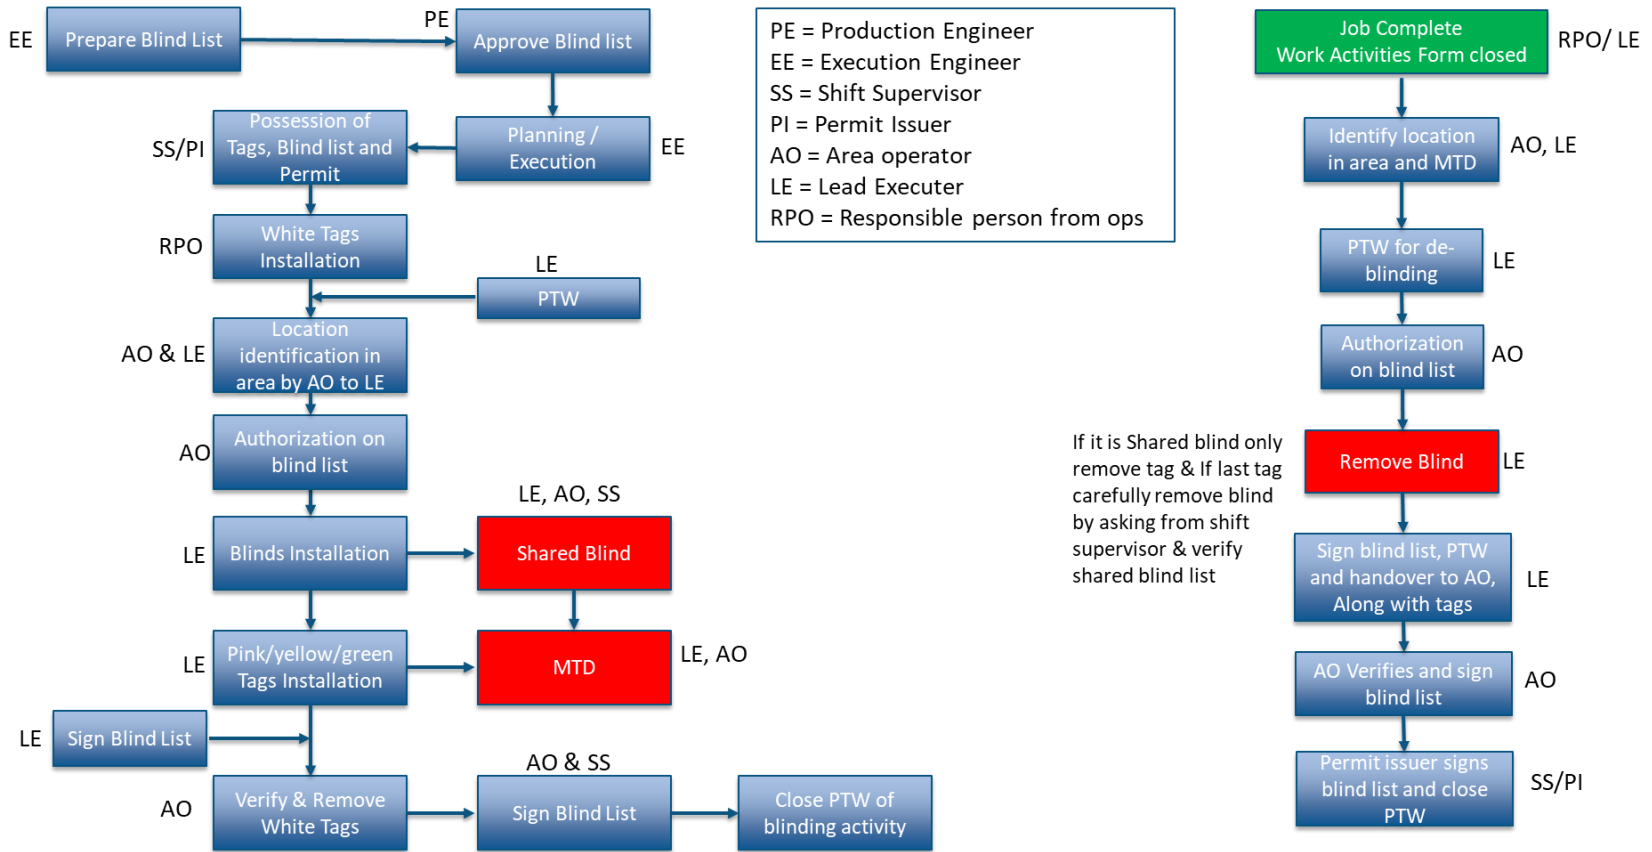 EE
Prepare Blind List
PE
Approve Blind list
Planning /
Execution
EE
SS/PI
Possession of
Tags, Blind list and
Permit
RPO
White Tags
Installation
LE
PTW
AO & LE
Location
identification in
area by AO to LE
AO
Authorization on
blind list
LE
Blinds Installation
LE, AO, SS
Shared Blind
LE
Pink/yellow/green
Tags Installation
MTD
LE, AO
LE
Sign Blind List
AO
Verify & Remove
White Tags
AO & SS
Sign Blind List
Close PTW of
blinding activity
PE = Production Engineer
EE = Execution Engineer
SS = Shift Supervisor
PI = Permit Issuer
AO = Area operator
LE = Lead Executer
RPO = Responsible person from ops
Job Complete
Work Activities Form closed
RPO/ LE
Identify location
in area and MTD
AO, LE
PTW for de-
blinding
LE
Authorization
on blind list
AO
If it is Shared blind only
remove tag & If last tag
carefully remove blind
by asking from shift
supervisor & verify
shared blind list
Remove Blind
LE
Sign blind list, PTW
and handover to AO,
Along with tags
LE
AO Verifies and sign
blind list
AO
Permit issuer signs
blind list and close
PTW
SS/PI